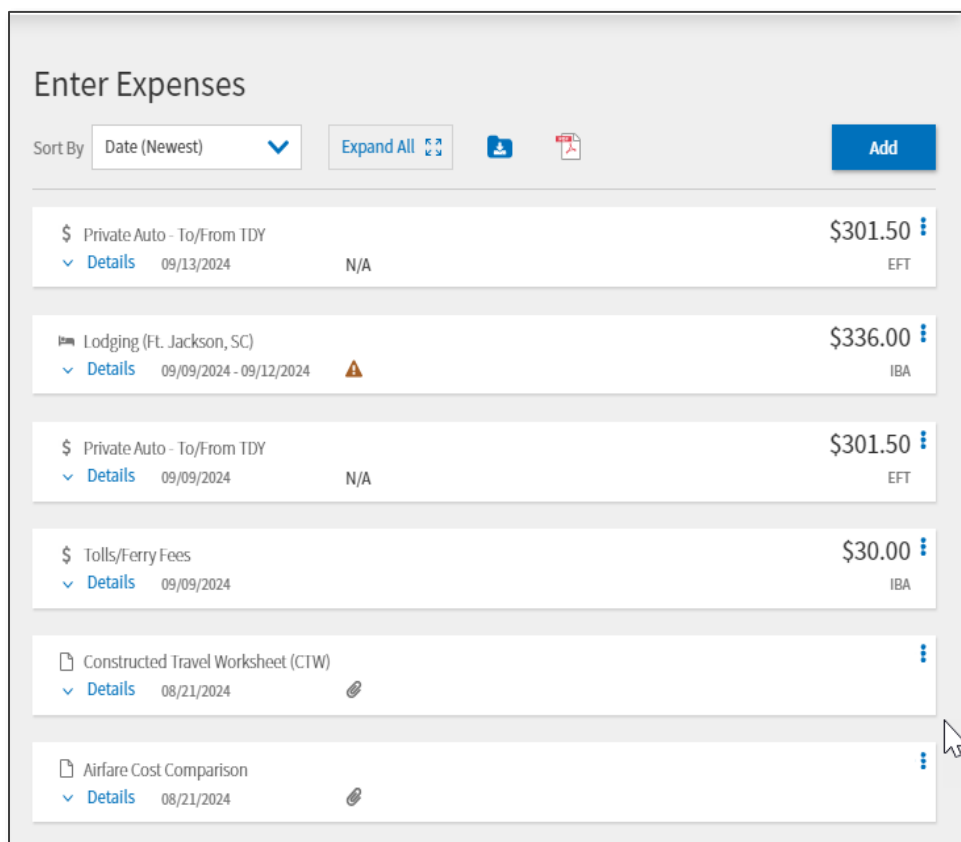 Enter Expenses
Sort By Date (Newest) Expand All Add
Private Auto - To/From TDY $301.50
Details 09/13/2024 N/A EFT
Lodging (Ft. Jackson, SC) $336.00
Details 09/09/2024 - 09/12/2024 IBA
Private Auto - To/From TDY $301.50
Details 09/09/2024 N/A EFT
$ Tolls/Ferry Fees $30.00
Details 09/09/2024 IBA
Constructed Travel Worksheet (CTW)
Details 08/21/2024
Airfare Cost Comparison
Details 08/21/2024